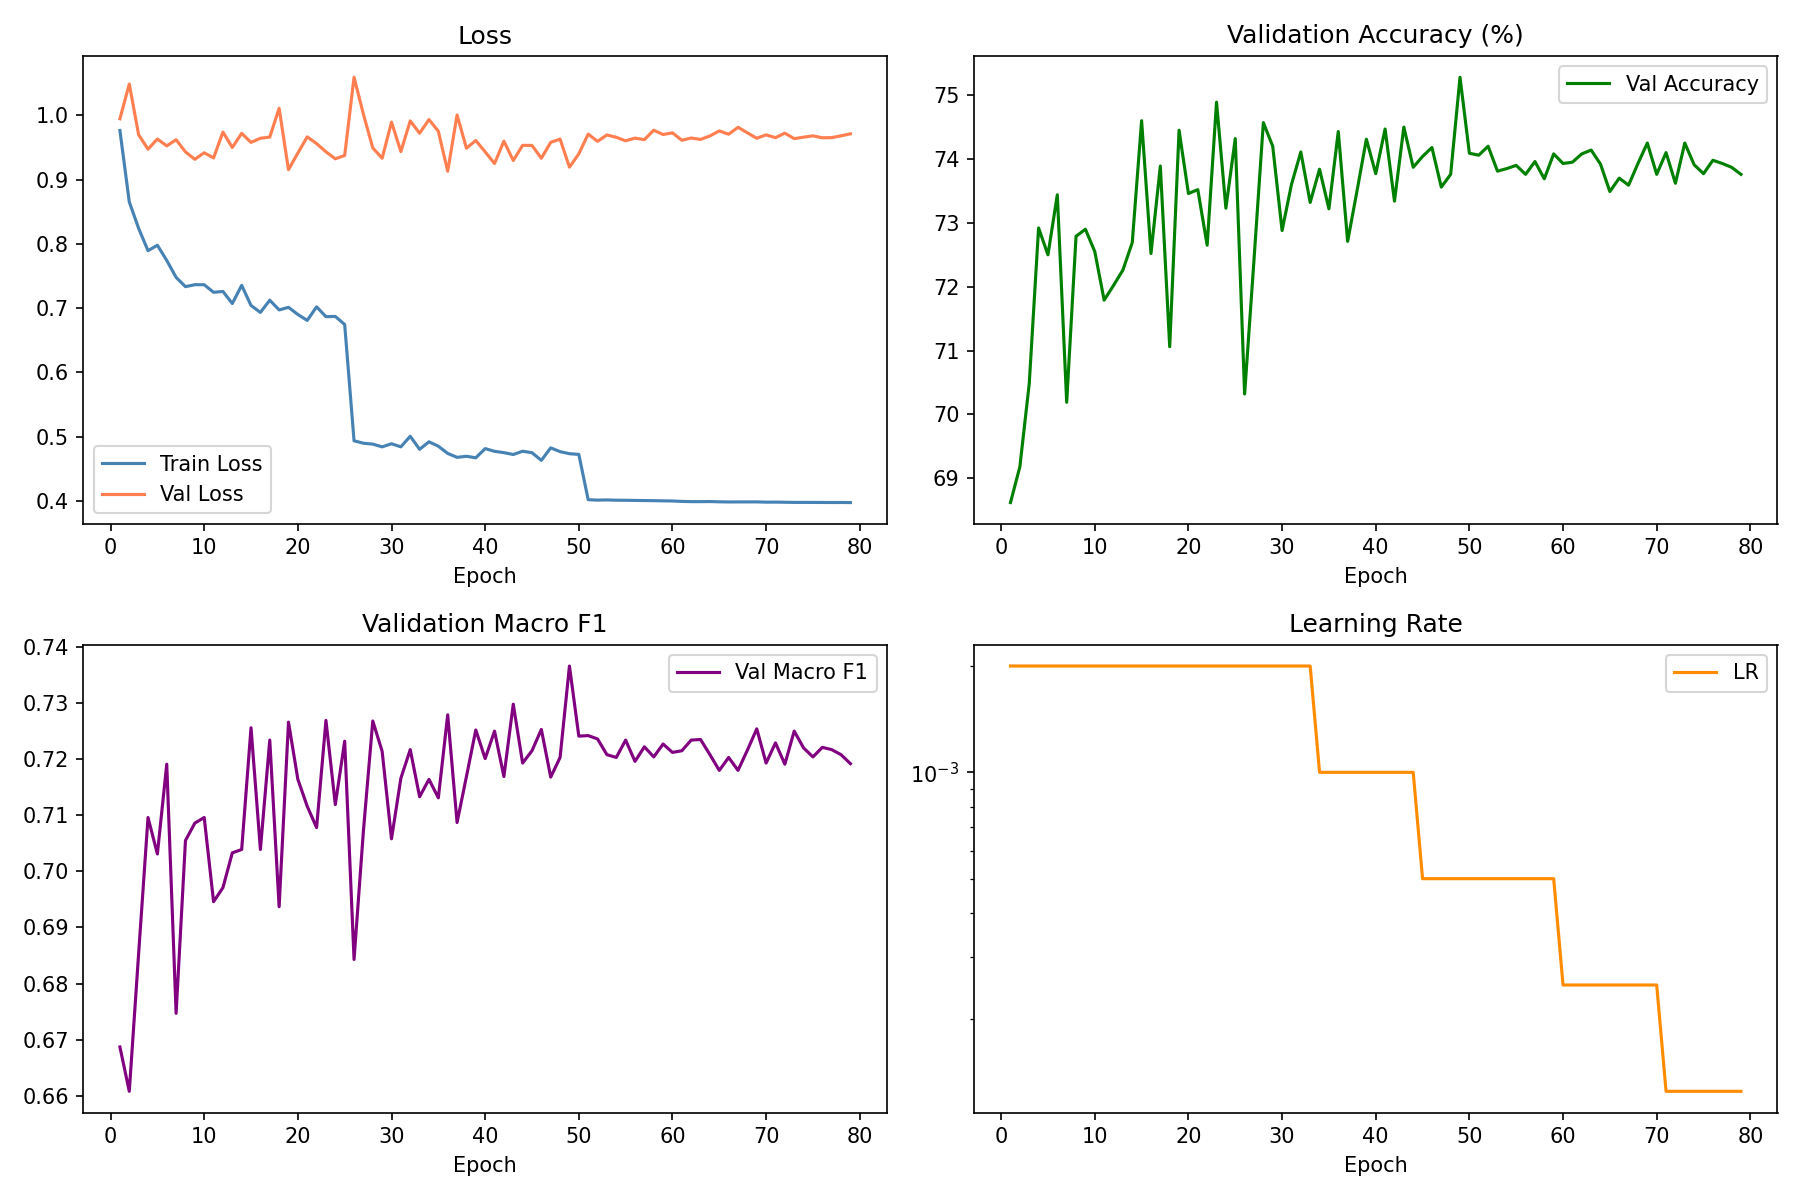 Loss
1.0
0.9
0.8
0.7
0.6
0.5
0.4
Train Loss
Val Loss
0 10 20 30 40 50 60 70 80
Epoch
Validation Accuracy (%)
75
74
73
72
71
70
69
Val Accuracy
0 10 20 30 40 50 60 70 80
Epoch
Validation Macro F1
0.74
0.73
0.72
0.71
0.70
0.69
0.68
0.67
0.66
Val Macro F1
0 10 20 30 40 50 60 70 80
Epoch
Learning Rate
10⁻³
LR
0 10 20 30 40 50 60 70 80
Epoch